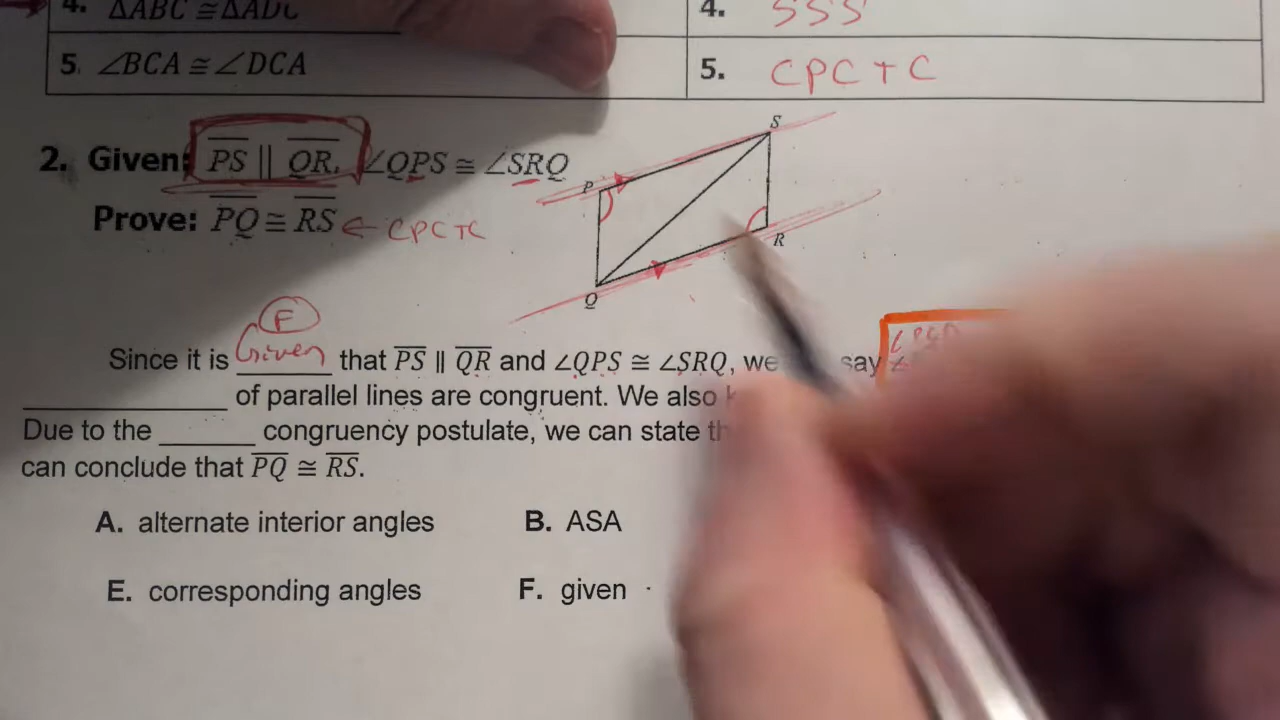 4. ΔABC ≅ ΔADC 4. SSS
5. ∠BCA ≅ ∠DCA 5. CPCTC
2. Given: PS || QR, ∠QPS ≅ ∠SRQ
Prove: PQ ≅ RS ← CPCTC
S
P
R
Q
F
Since it is Given that PS || QR and ∠QPS ≅ ∠SRQ, we say
of parallel lines are congruent. We also
Due to the ______ congruency postulate, we can state
can conclude that PQ ≅ RS.
A. alternate interior angles B. ASA
E. corresponding angles F. given